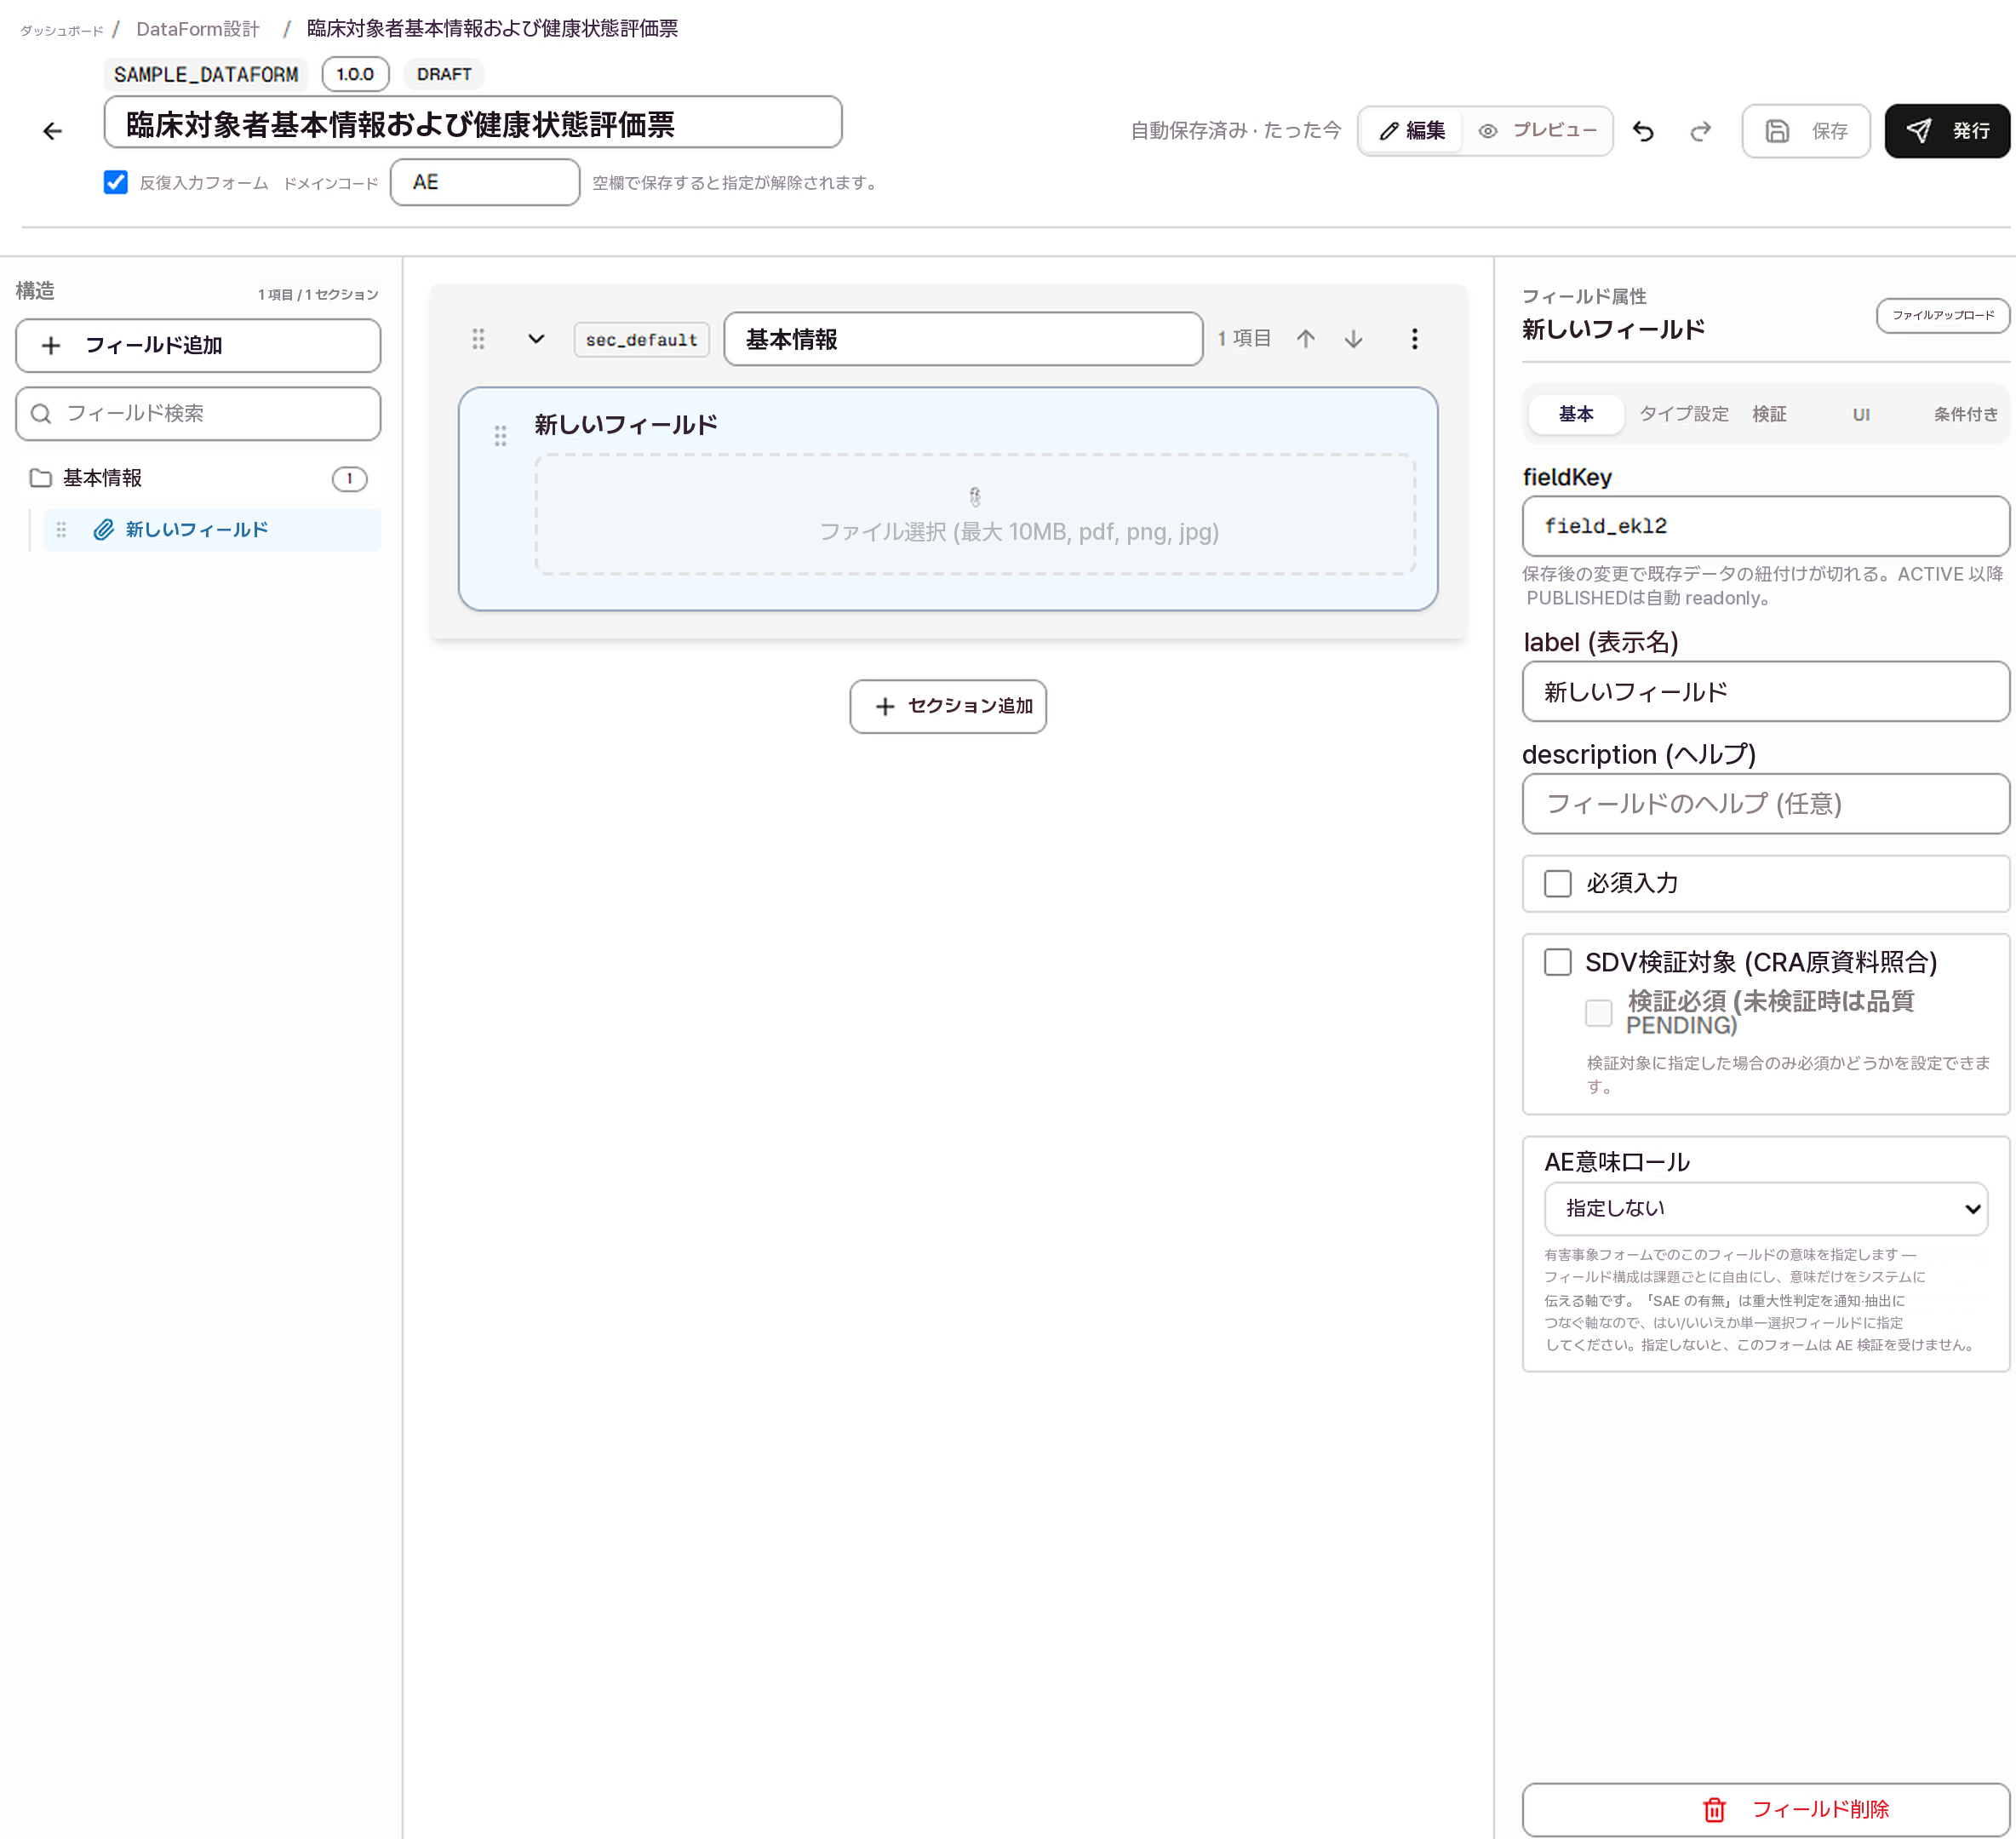 ダッシュボード / DataForm設計 / 臨床対象者基本情報および健康状態評価票
SAMPLE_DATAFORM 1.0.0 DRAFT
臨床対象者基本情報および健康状態評価票
自動保存済み · たった今 編集 プレビュー 保存 発行
反復入力フォーム ドメインコード AE 空欄で保存すると指定が解除されます。
構造 1 項目 / 1 セクション
フィールド追加
フィールド検索
基本情報 1
新しいフィールド
sec_default 基本情報 1 項目
新しいフィールド
ファイル選択 (最大 10MB, pdf, png, jpg)
セクション追加
フィールド属性
新しいフィールド ファイルアップロード
基本 タイプ設定 検証 UI 条件付き
fieldKey
field_ekl2
保存後の変更で既存データの紐付けが切れる。ACTIVE 以降
PUBLISHEDは自動 readonly。
label (表示名)
新しいフィールド
description (ヘルプ)
フィールドのヘルプ (任意)
必須入力
SDV検証対象 (CRA原資料照合)
検証必須 (未検証時は品質
PENDING)
検証対象に指定した場合のみ必須かどうかを設定できま
す。
AE意味ロール
指定しない
有害事象フォームでのこのフィールドの意味を指定します —
フィールド構成は課題ごとに自由にし、意味だけをシステムに
伝える軸です。「SAE の有無」は重大性判定を通知·抽出に
つなぐ軸なので、はい/いいえか単一選択フィールドに指定
してください。指定しないと、このフォームは AE 検証を受けません。
フィールド削除